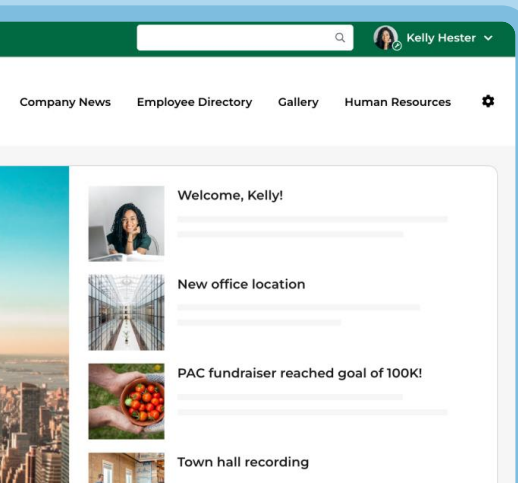 Kelly Hester
Company News Employee Directory Gallery Human Resources
Welcome, Kelly!
New office location
PAC fundraiser reached goal of 100K!
Town hall recording